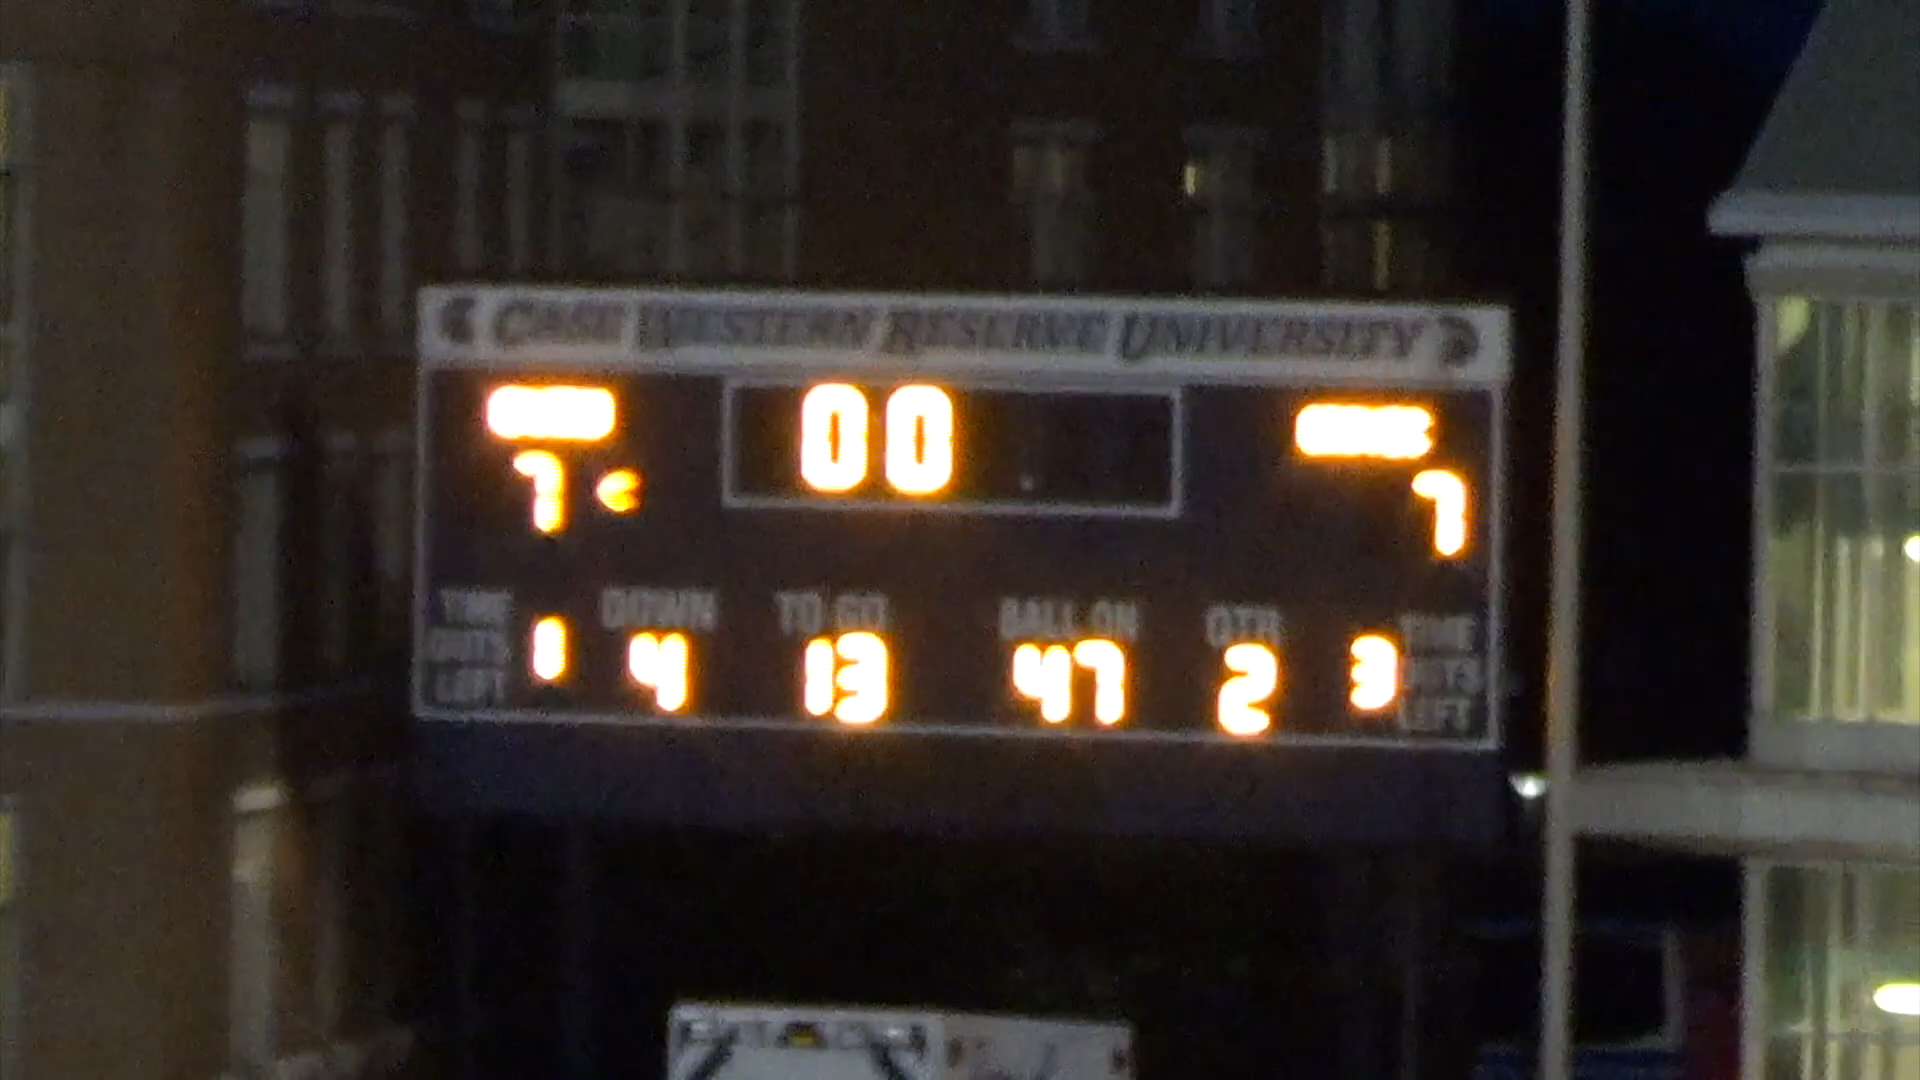 CASE WESTERN RESERVE UNIVERSITY
00
7 < 7
TIME OUTS LEFT 1 DOWN 4 TO GO 13 BALL ON 47 QTR 2 3 TIME OUTS LEFT